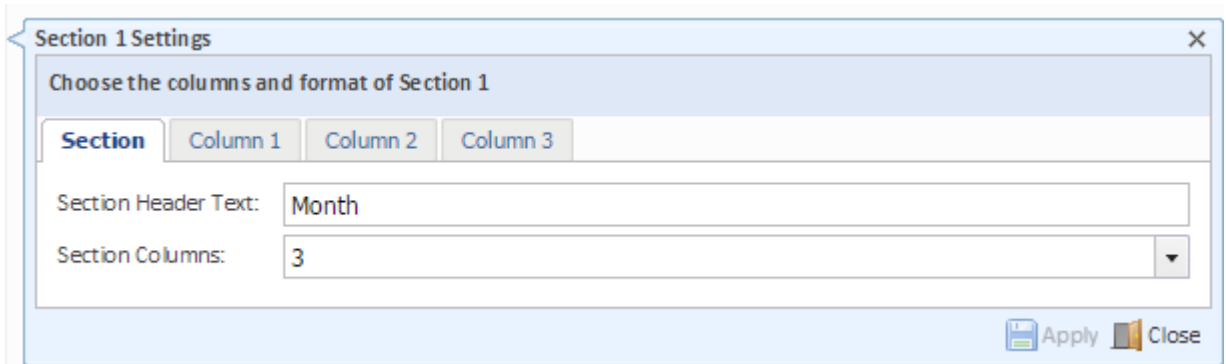 Section 1 Settings
Choose the columns and format of Section 1
Section Column 1 Column 2 Column 3
Section Header Text: Month
Section Columns: 3
Apply Close